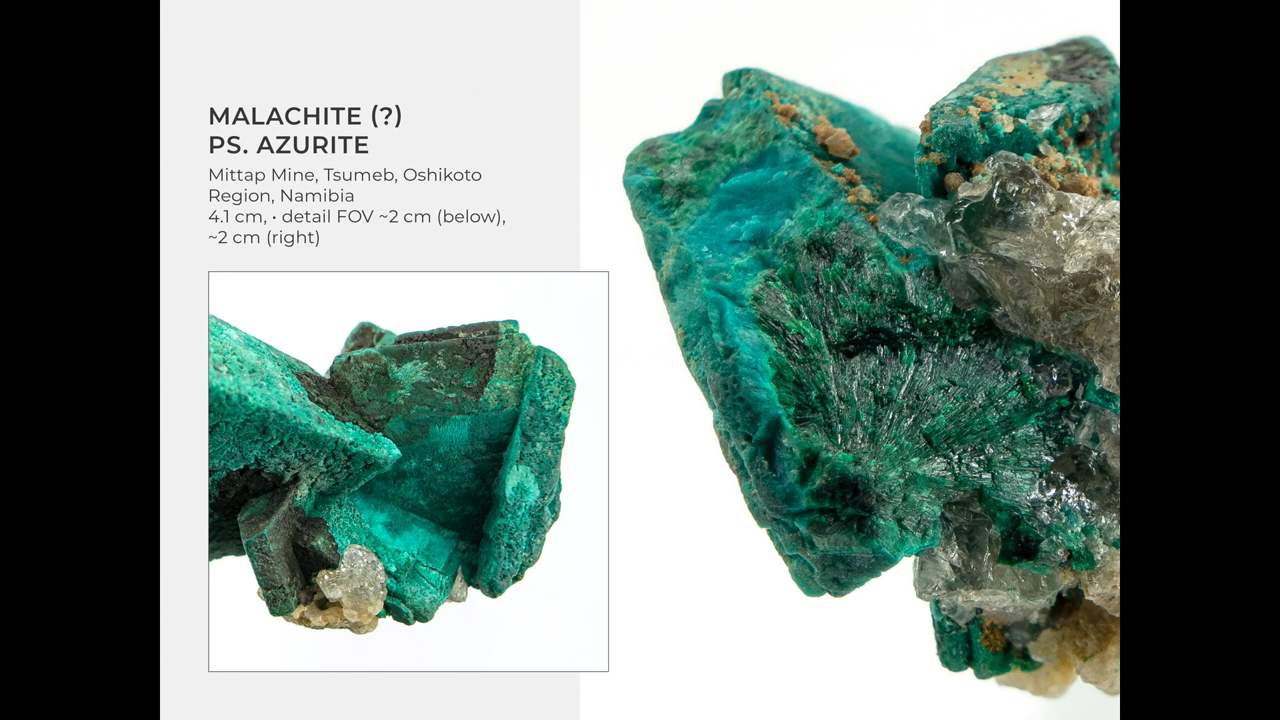 MALACHITE (?)
PS. AZURITE
Mittap Mine, Tsumeb, Oshikoto
Region, Namibia
4.1 cm, • detail FOV ~2 cm (below),
~2 cm (right)